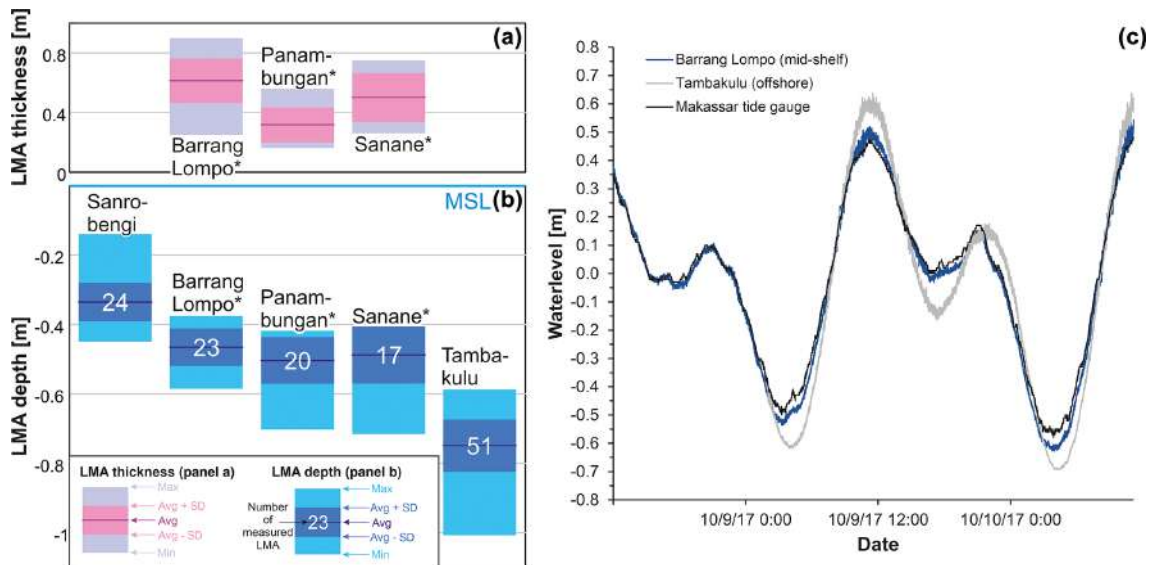 (a)
LMA thickness [m]
0.8
0.4
0
Barrang
Lompo*
Panam-
bungan*
Sanane*
MSL (b)
LMA depth [m]
-0.2
-0.4
-0.6
-0.8
-1
Sanro-
bengi
24
Barrang
Lompo*
23
Panam-
bungan*
20
Sanane*
17
Tamba-
kulu
51
LMA thickness (panel a)
Max
Avg + SD
Avg
Avg - SD
Min
LMA depth (panel b)
Number
of
measured
LMA
23
Max
Avg + SD
Avg
Avg - SD
Min
(c)
Barrang Lompo (mid-shelf)
Tambakulu (offshore)
Makassar tide gauge
Waterlevel [m]
0.8
0.7
0.6
0.5
0.4
0.3
0.2
0.1
0.0
-0.1
-0.2
-0.3
-0.4
-0.5
-0.6
-0.7
-0.8
10/9/17 0:00
10/9/17 12:00
10/10/17 0:00
Date